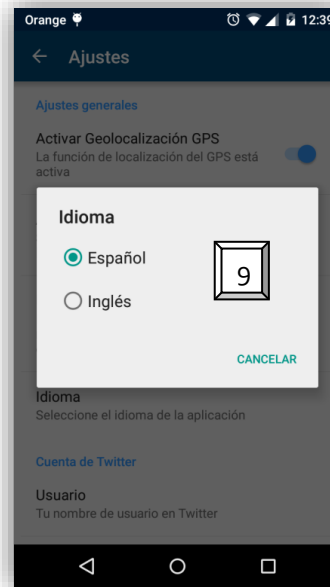 Orange 12:39
Ajustes
Ajustes generales
Activar Geolocalización GPS
La función de localización del GPS está
activa
Idioma
Español
9
Inglés
CANCELAR
Idioma
Seleccione el idioma de la aplicación
Cuenta de Twitter
Usuario
Tu nombre de usuario en Twitter